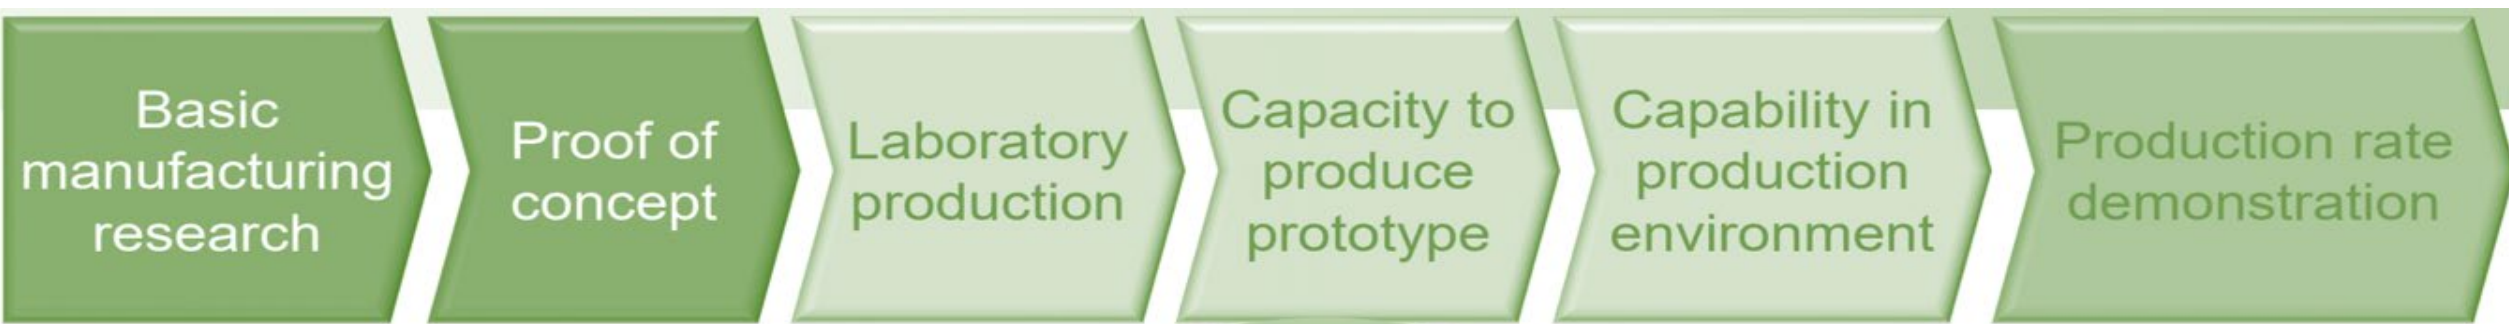 Basic
manufacturing
research
Proof of
concept
Laboratory
production
Capacity to
produce
prototype
Capability in
production
environment
Production rate
demonstration